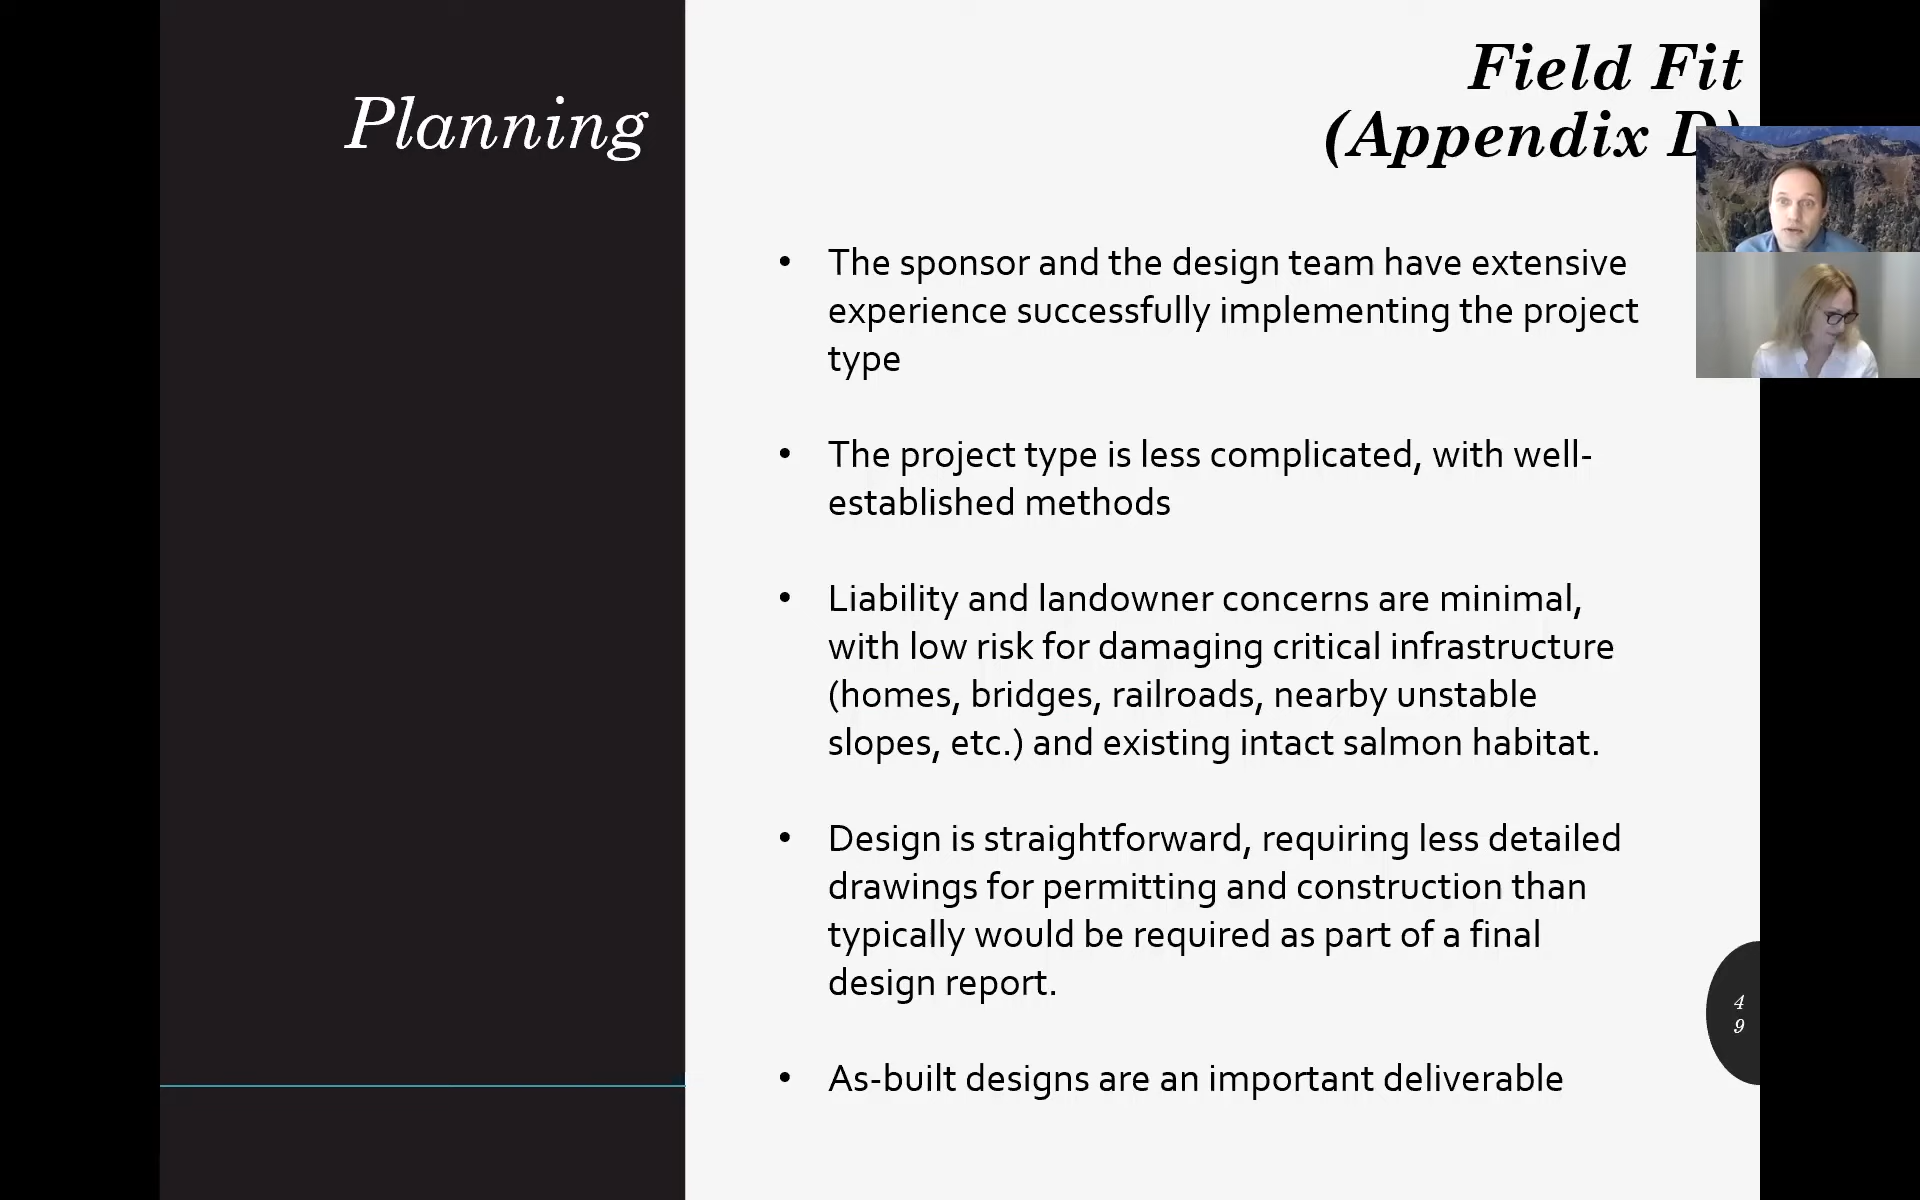 Planning
Field Fit
(Appendix D)
• The sponsor and the design team have extensive
experience successfully implementing the project
type
• The project type is less complicated, with well-
established methods
• Liability and landowner concerns are minimal,
with low risk for damaging critical infrastructure
(homes, bridges, railroads, nearby unstable
slopes, etc.) and existing intact salmon habitat.
• Design is straightforward, requiring less detailed
drawings for permitting and construction than
typically would be required as part of a final
design report.
• As-built designs are an important deliverable
4
9